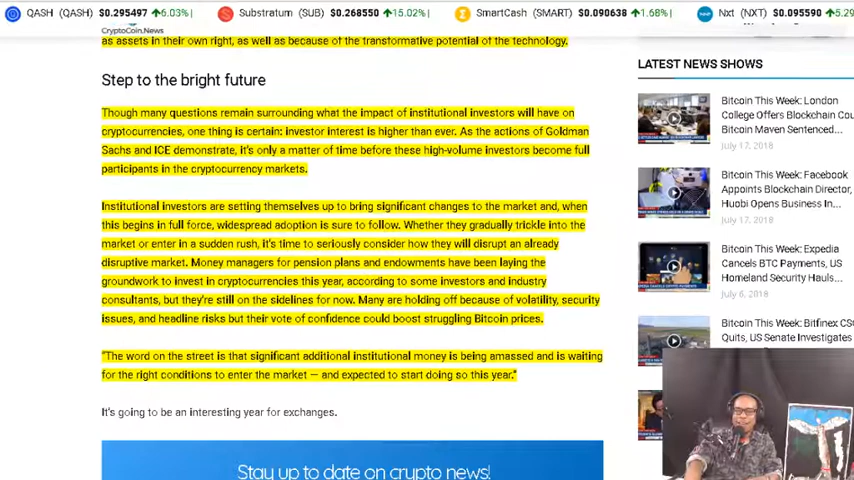 QASH (QASH) $0.295497 6.03% |
Substratum (SUB) $0.268550 15.02% |
SmartCash (SMART) $0.090638 1.68% |
Nxt (NXT) $0.095590 5.29
CryptoCoin.News
as assets in their own right, as well as because of the transformative potential of the technology.
Step to the bright future
Though many questions remain surrounding what the impact of institutional investors will have on
cryptocurrencies, one thing is certain: investor interest is higher than ever. As the actions of Goldman
Sachs and ICE demonstrate, it's only a matter of time before these high-volume investors become full
participants in the cryptocurrency markets.
Institutional investors are setting themselves up to bring significant changes to the market and, when
this begins in full force, widespread adoption is sure to follow. Whether they gradually trickle into the
market or enter in a sudden rush, it's time to seriously consider how they will disrupt an already
disruptive market. Money managers for pension plans and endowments have been laying the
groundwork to invest in cryptocurrencies this year, according to some investors and industry
consultants, but they're still on the sidelines for now. Many are holding off because of volatility, security
issues, and headline risks but their vote of confidence could boost struggling Bitcoin prices.
"The word on the street is that significant additional institutional money is being amassed and is waiting
for the right conditions to enter the market — and expected to start doing so this year."
It's going to be an interesting year for exchanges.
Stay up to date on crypto news!
LATEST NEWS SHOWS
Bitcoin This Week: London
College Offers Blockchain Cou
Bitcoin Maven Sentenced...
July 17, 2018
Bitcoin This Week: Facebook
Appoints Blockchain Director,
Huobi Opens Business In...
July 17, 2018
Bitcoin This Week: Expedia
Cancels BTC Payments, US
Homeland Security Hauls...
July 6, 2018
Bitcoin This Week: Bitfinex CSO
Quits, US Senate Investigates